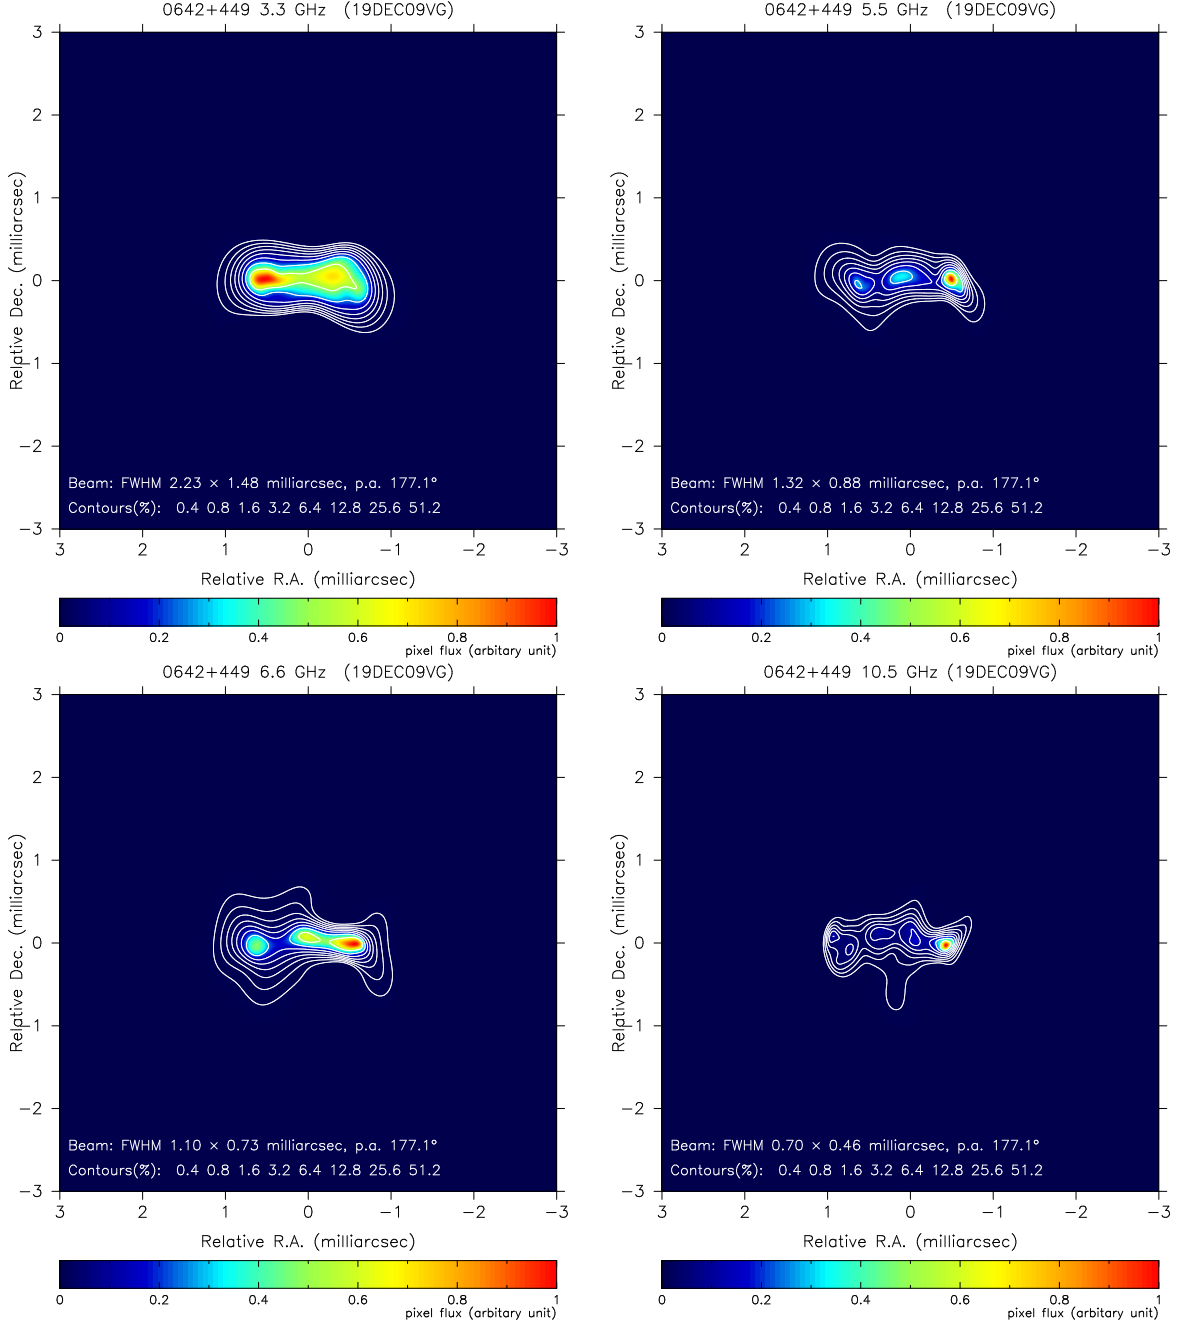 0642+449 3.3 GHz (19DEC09VG)
3
2
1
0
−1
−2
−3
Relative Dec. (milliarcsec)
Beam: FWHM 2.23 × 1.48 milliarcsec, p.a. 177.1°
Contours(%): 0.4 0.8 1.6 3.2 6.4 12.8 25.6 51.2
3 2 1 0 −1 −2 −3
Relative R.A. (milliarcsec)
0 0.2 0.4 0.6 0.8 1
pixel flux (arbitary unit)
0642+449 5.5 GHz (19DEC09VG)
3
2
1
0
−1
−2
−3
Relative Dec. (milliarcsec)
Beam: FWHM 1.32 × 0.88 milliarcsec, p.a. 177.1°
Contours(%): 0.4 0.8 1.6 3.2 6.4 12.8 25.6 51.2
3 2 1 0 −1 −2 −3
Relative R.A. (milliarcsec)
0 0.2 0.4 0.6 0.8 1
pixel flux (arbitary unit)
0642+449 6.6 GHz (19DEC09VG)
3
2
1
0
−1
−2
−3
Relative Dec. (milliarcsec)
Beam: FWHM 1.10 × 0.73 milliarcsec, p.a. 177.1°
Contours(%): 0.4 0.8 1.6 3.2 6.4 12.8 25.6 51.2
3 2 1 0 −1 −2 −3
Relative R.A. (milliarcsec)
0 0.2 0.4 0.6 0.8 1
pixel flux (arbitary unit)
0642+449 10.5 GHz (19DEC09VG)
3
2
1
0
−1
−2
−3
Relative Dec. (milliarcsec)
Beam: FWHM 0.70 × 0.46 milliarcsec, p.a. 177.1°
Contours(%): 0.4 0.8 1.6 3.2 6.4 12.8 25.6 51.2
3 2 1 0 −1 −2 −3
Relative R.A. (milliarcsec)
0 0.2 0.4 0.6 0.8 1
pixel flux (arbitary unit)